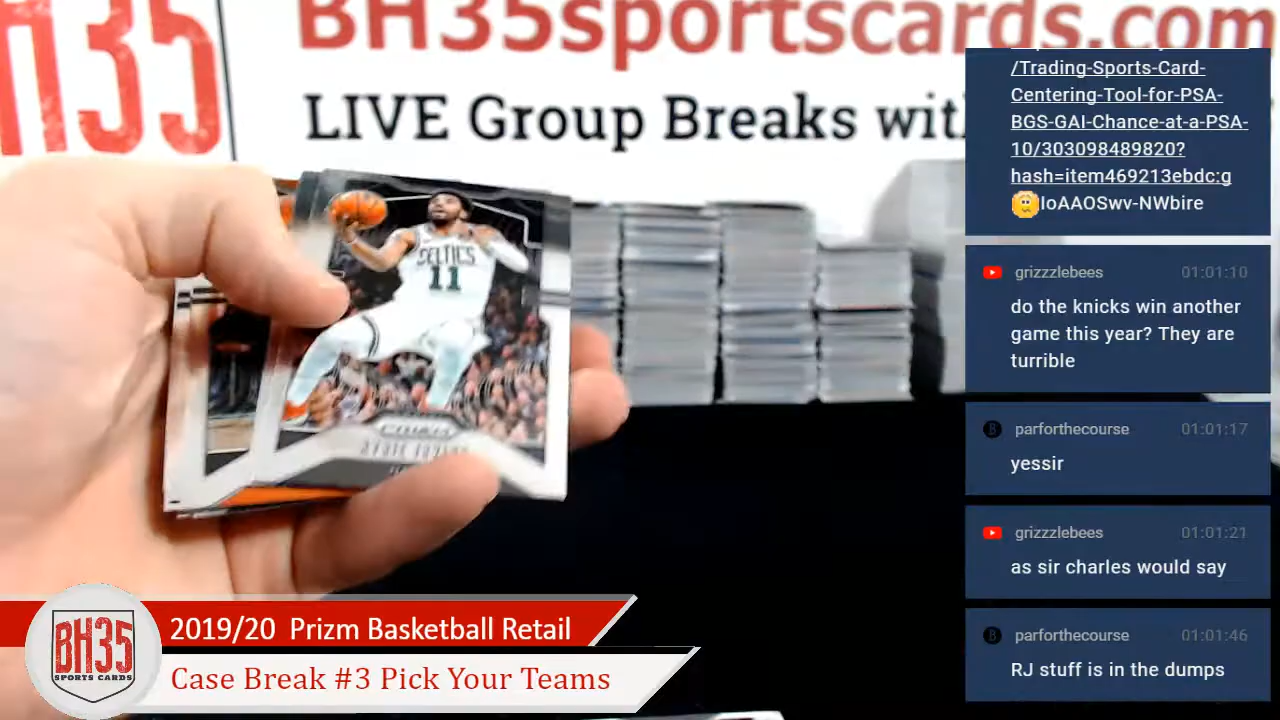 H35
BH35sportscards.com
LIVE Group Breaks wit
/Trading-Sports-Card-
Centering-Tool-for-PSA-
BGS-GAI-Chance-at-a-PSA-
10/303098489820?
hash=item469213ebdc:g
IoAAOSwv-NWbire
grizzzlebees 01:01:10
do the knicks win another
game this year? They are
turrible
parforthecourse 01:01:17
yessir
grizzzlebees 01:01:21
as sir charles would say
parforthecourse 01:01:46
RJ stuff is in the dumps
CELTICS
11
PRIZM
BH35
SPORTS CARDS
2019/20 Prizm Basketball Retail
Case Break #3 Pick Your Teams